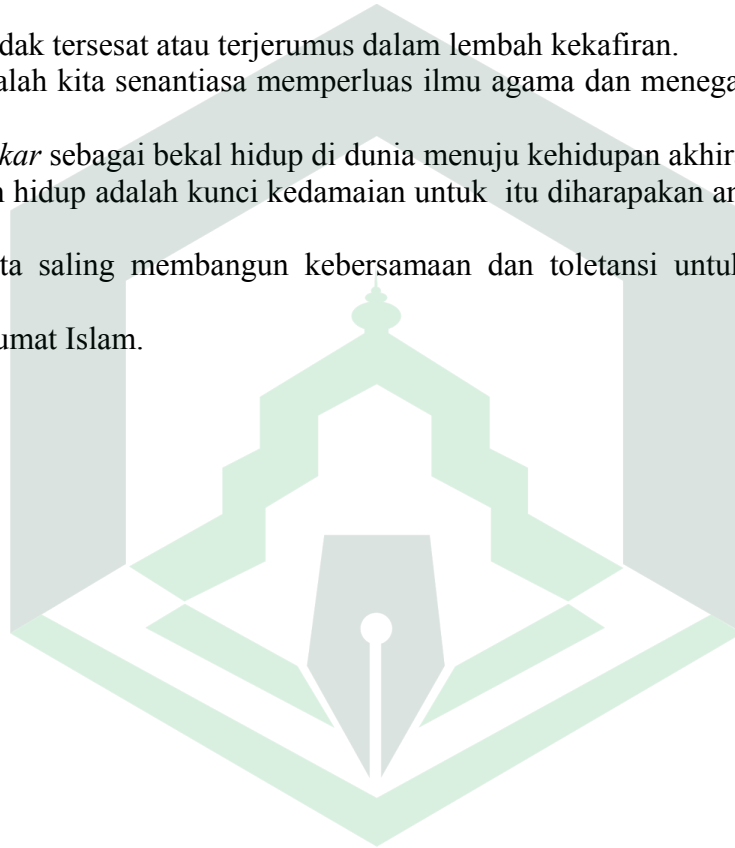 dak tersesat atau terjerumus dalam lembah kekafiran.
alah kita senantiasa memperluas ilmu agama dan menega
kar sebagai bekal hidup di dunia menuju kehidupan akhir
n hidup adalah kunci kedamaian untuk itu diharapakan an
ta saling membangun kebersamaan dan toletansi untuk
umat Islam.